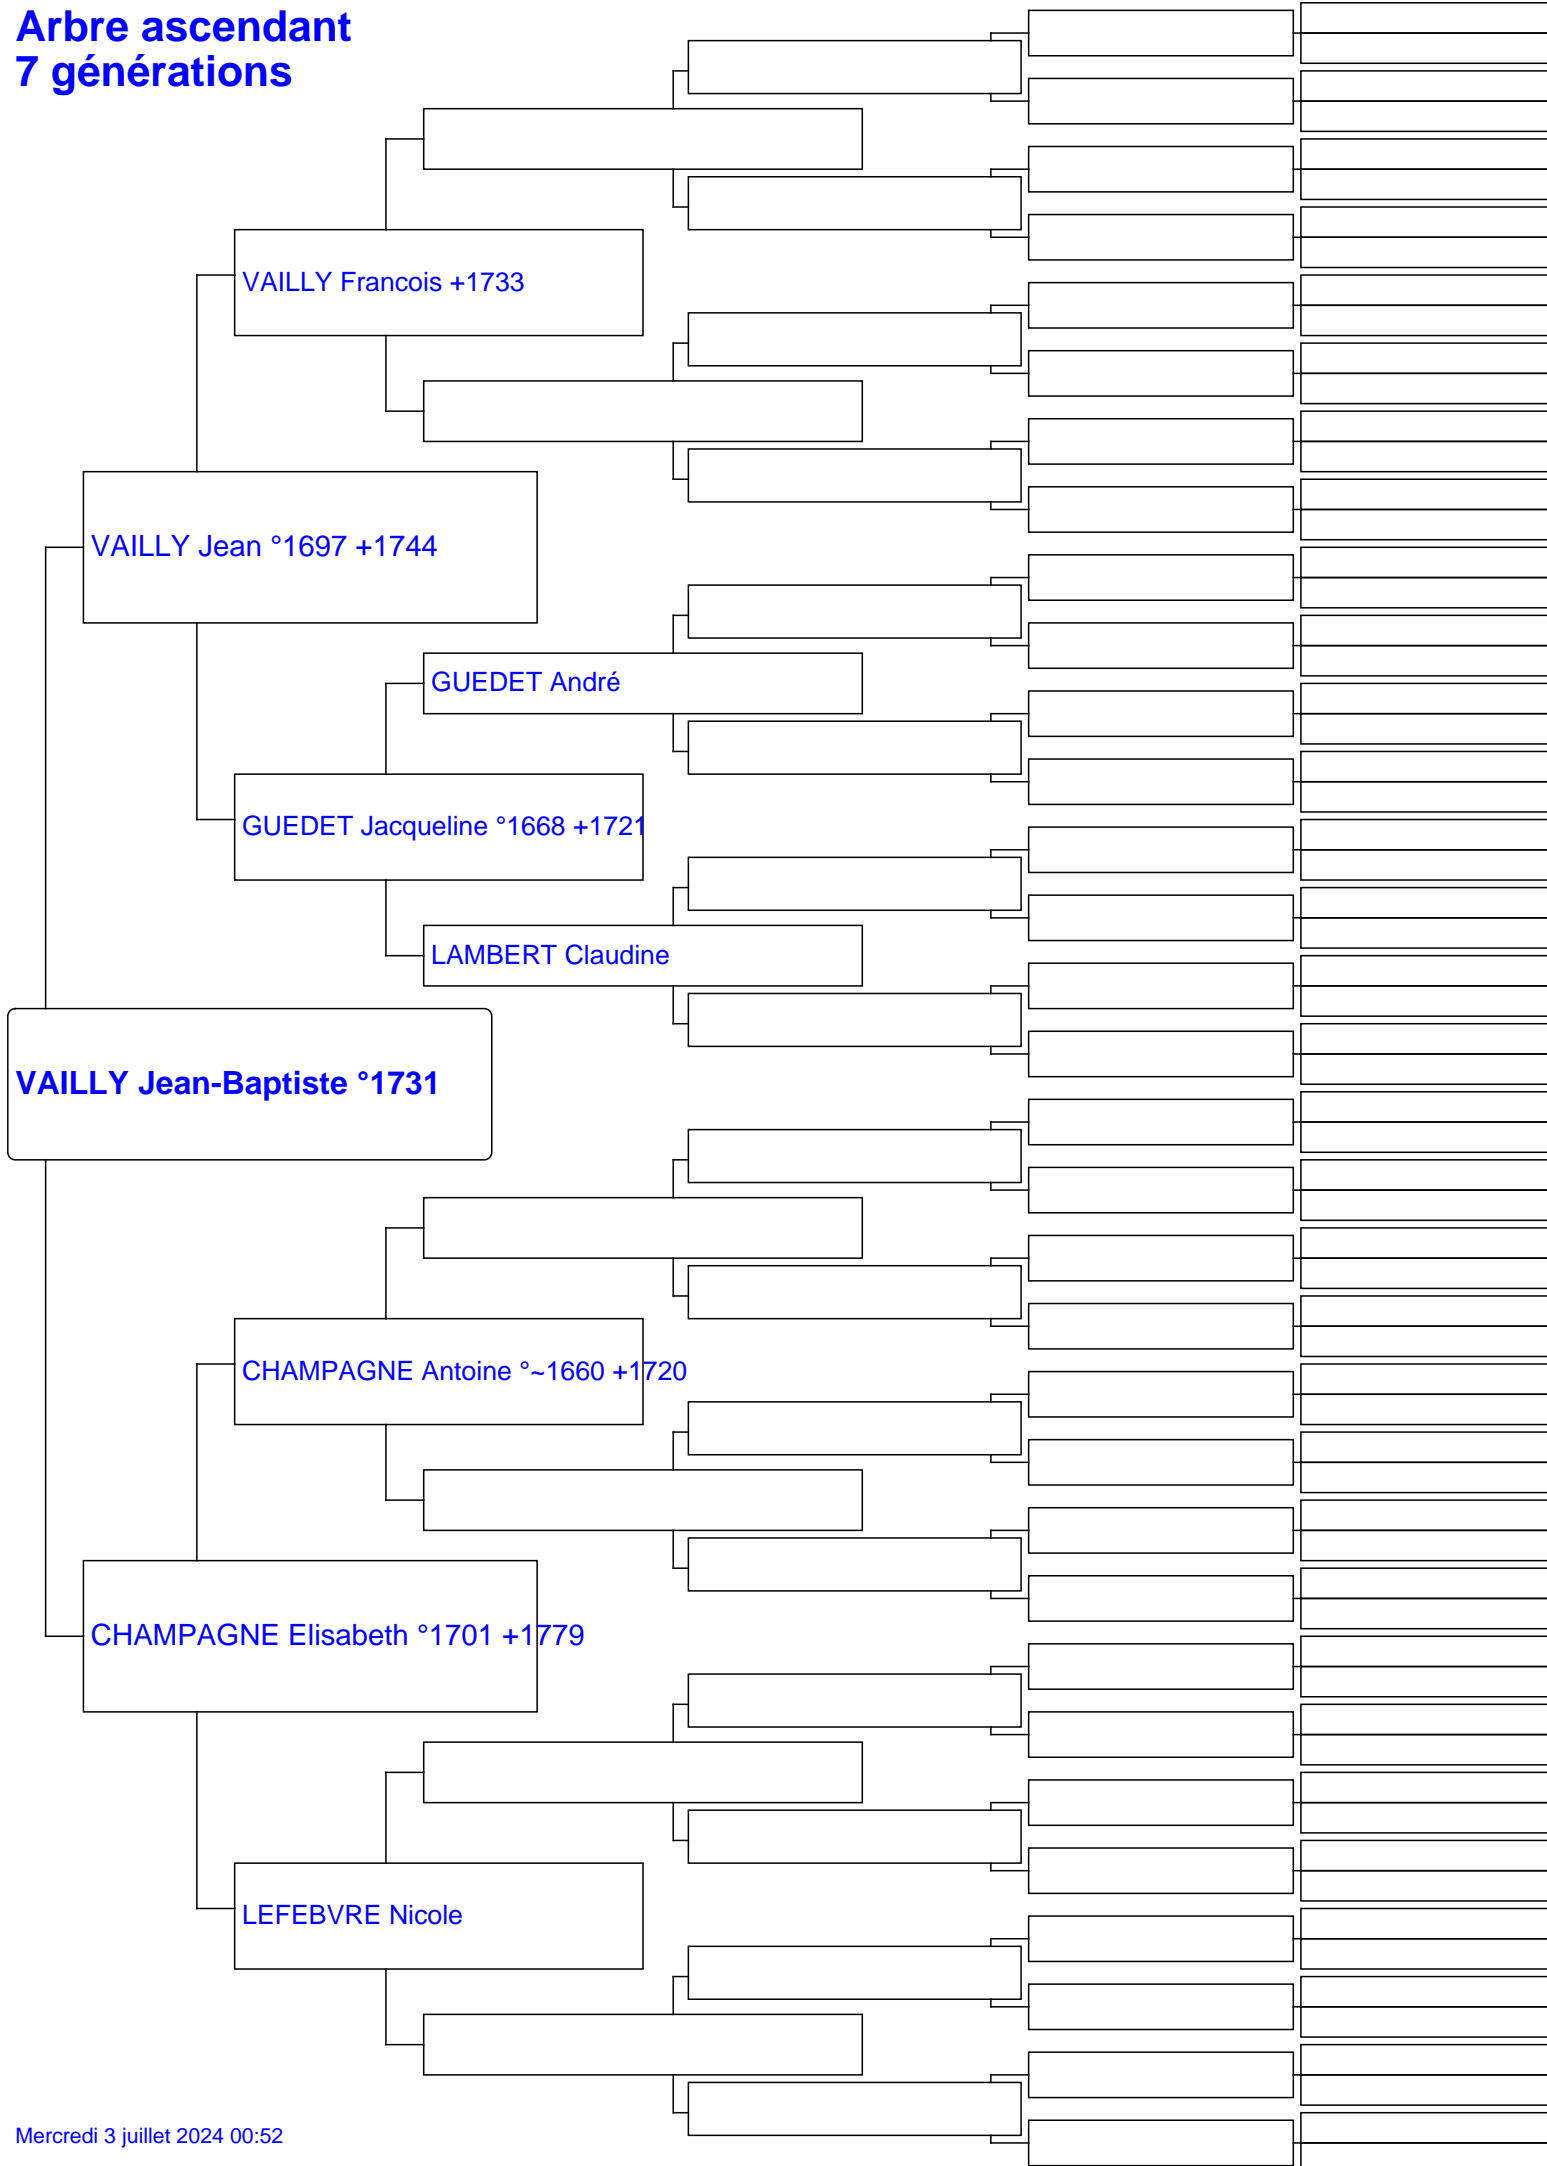 Arbre ascendant
7 générations
VAILLY Francois +1733
VAILLY Jean °1697 +1744
GUEDET André
GUEDET Jacqueline °1668 +1721
LAMBERT Claudine
VAILLY Jean-Baptiste °1731
CHAMPAGNE Antoine °~1660 +1720
CHAMPAGNE Elisabeth °1701 +1779
LEFEBVRE Nicole
Mercredi 3 juillet 2024 00:52